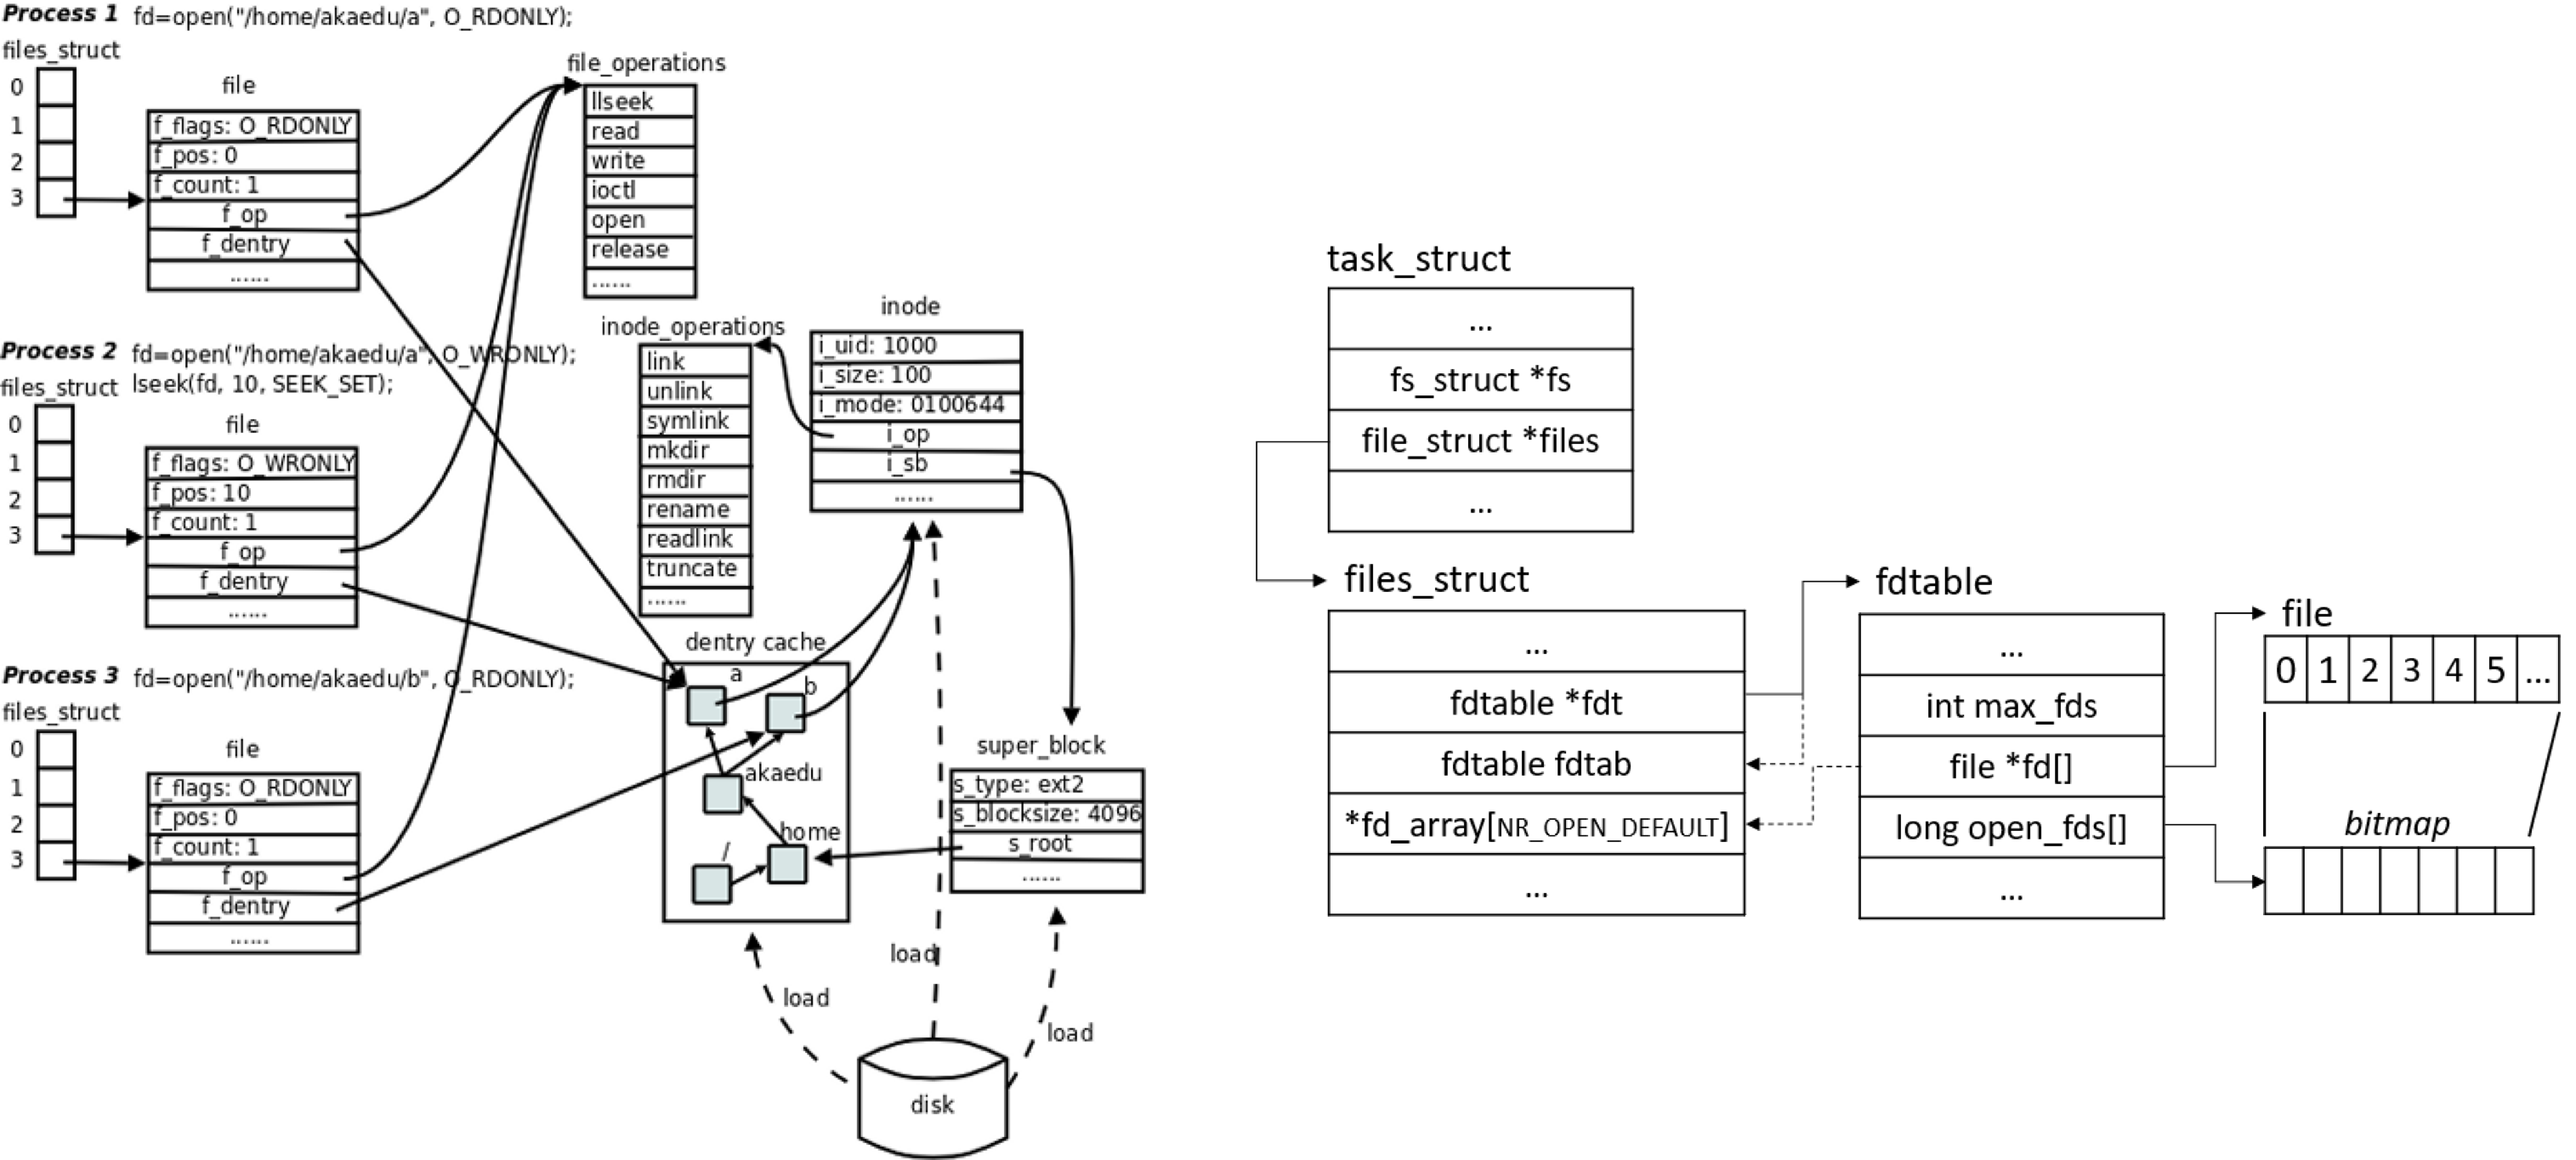 Process 1 fd=open("/home/akaedu/a", O_RDONLY);
files_struct
0
1
2
3
file
f_flags: O_RDONLY
f_pos: 0
f_count: 1
f_op
f_dentry
......
file_operations
llseek
read
write
ioctl
open
release
......
Process 2 fd=open("/home/akaedu/a", O_WRONLY);
files_struct lseek(fd, 10, SEEK_SET);
0
1
2
3
file
f_flags: O_WRONLY
f_pos: 10
f_count: 1
f_op
f_dentry
......
inode_operations
link
unlink
symlink
mkdir
rmdir
rename
readlink
truncate
......
inode
i_uid: 1000
i_size: 100
i_mode: 0100644
i_op
i_sb
......
Process 3 fd=open("/home/akaedu/b", O_RDONLY);
files_struct
0
1
2
3
file
f_flags: O_RDONLY
f_pos: 0
f_count: 1
f_op
f_dentry
......
dentry cache
a
b
akaedu
home
/
super_block
s_type: ext2
s_blocksize: 4096
s_root
......
load
load
load
disk
task_struct
...
fs_struct *fs
file_struct *files
...
files_struct
...
fdtable *fdt
fdtable fdtab
*fd_array[NR_OPEN_DEFAULT]
...
fdtable
...
int max_fds
file *fd[]
long open_fds[]
...
file
0 1 2 3 4 5 ...
bitmap